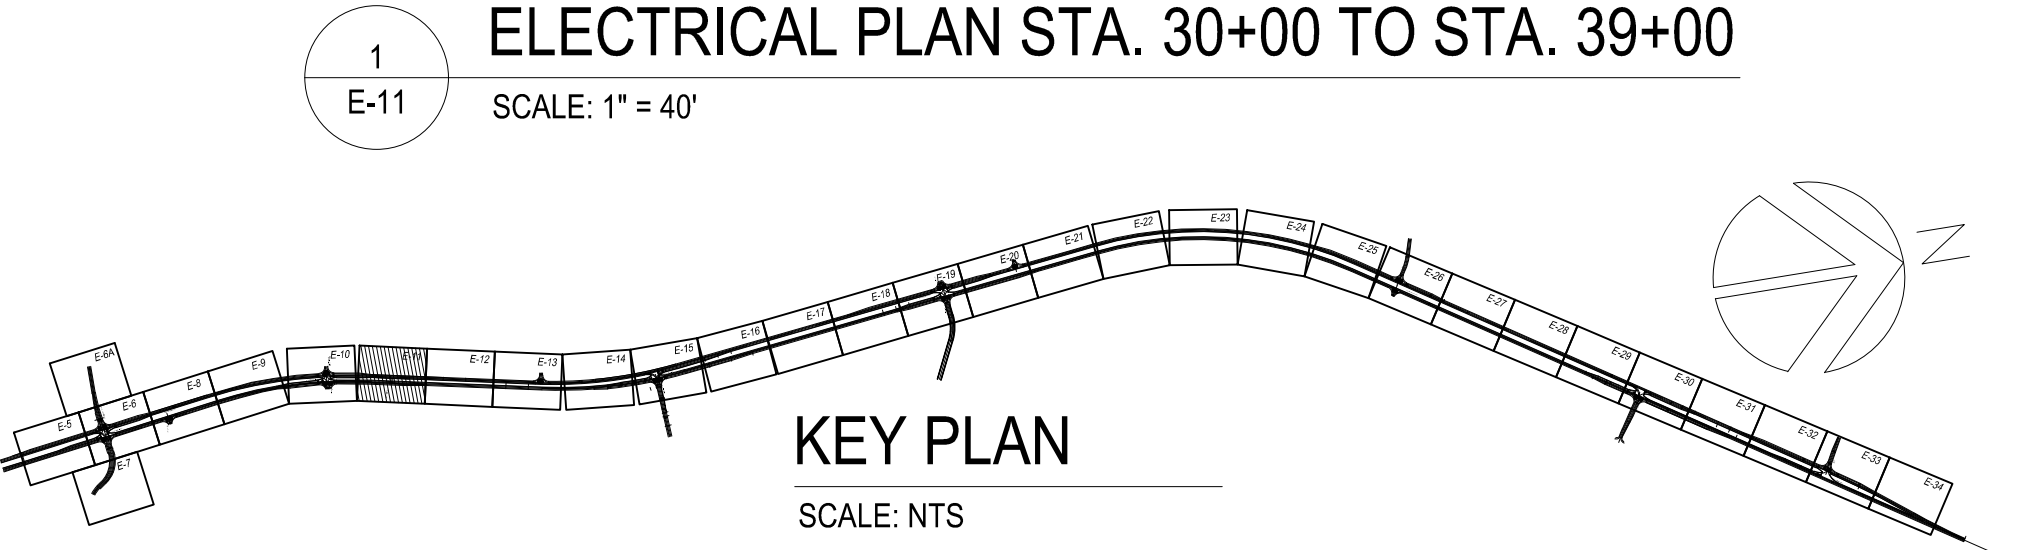 1
E-11
ELECTRICAL PLAN STA. 30+00 TO STA. 39+00
SCALE: 1" = 40'
E-5
E-6
E-6A
E-7
E-8
E-9
E-10
E-11
E-12
E-13
E-14
E-15
E-16
E-17
E-18
E-19
E-20
E-21
E-22
E-23
E-24
E-25
E-26
E-27
E-28
E-29
E-30
E-31
E-32
E-33
E-34
N
KEY PLAN
SCALE: NTS